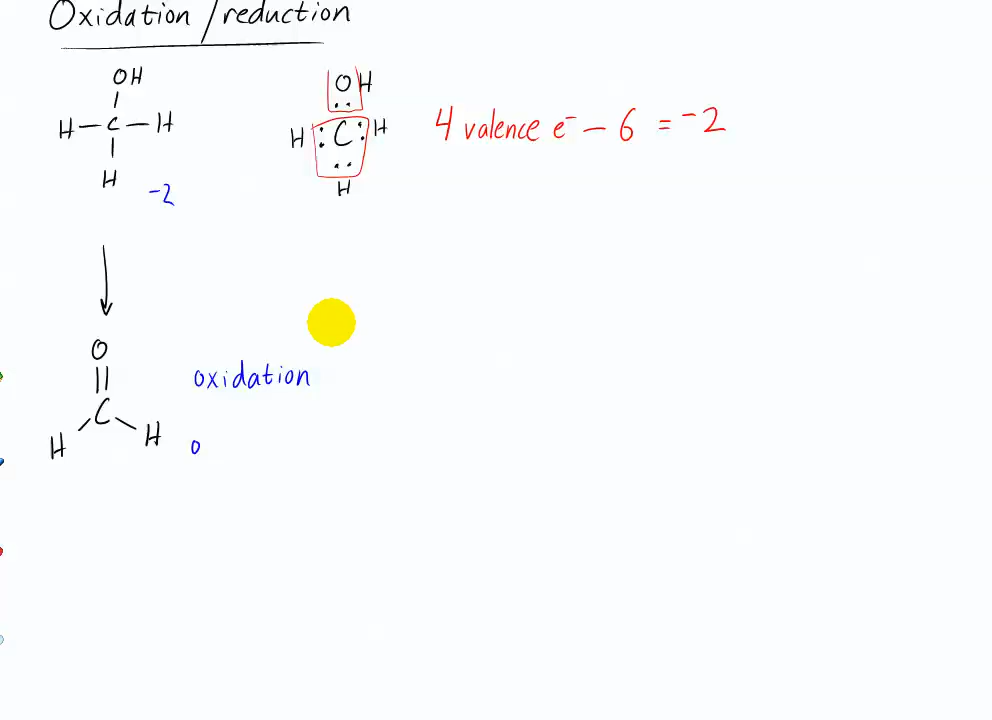 Oxidation/reduction
OH
H-C-H
H
-2
OH
H:C:H
H
4 valence e⁻ - 6 = -2
O
C
H H
oxidation
0